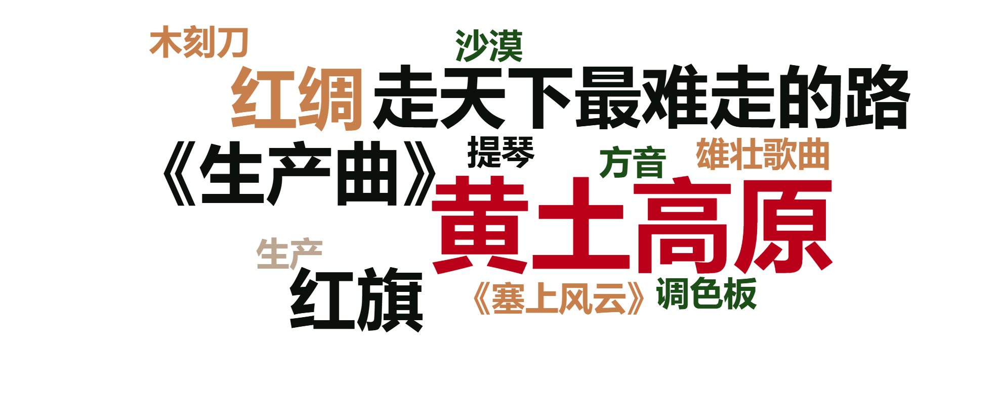 木刻刀
沙漠
红绸
走天下最难走的路
《生产曲》
提琴
方音
雄壮歌曲
黄土高原
生产
红旗
《塞上风云》
调色板